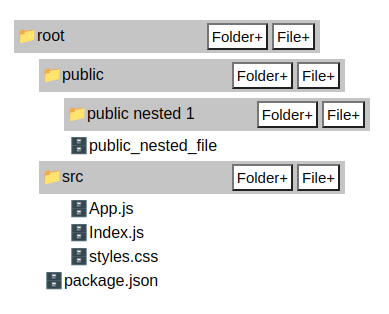 root Folder+ File+
public Folder+ File+
public nested 1 Folder+ File+
public_nested_file
src Folder+ File+
App.js
Index.js
styles.css
package.json